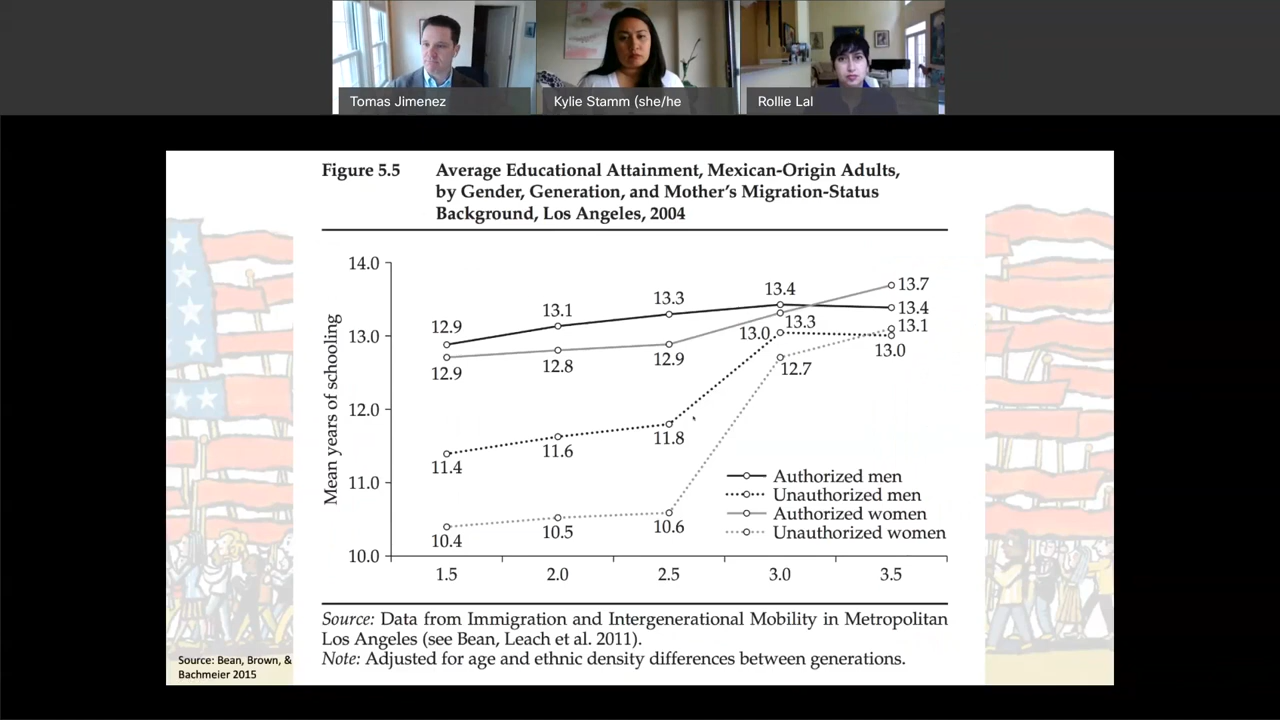 Tomas Jimenez
Kylie Stamm (she/he
Rollie Lal
Figure 5.5
Average Educational Attainment, Mexican-Origin Adults,
by Gender, Generation, and Mother's Migration-Status
Background, Los Angeles, 2004
Mean years of schooling
14.0
13.0
12.0
11.0
10.0
12.9
13.1
13.3
13.4
13.4
12.9
12.8
12.9
13.3
13.7
11.4
11.6
11.8
13.0
13.0
10.4
10.5
10.6
12.7
13.1
Authorized men
Unauthorized men
Authorized women
Unauthorized women
1.5
2.0
2.5
3.0
3.5
Source: Data from Immigration and Intergenerational Mobility in Metropolitan
Los Angeles (see Bean, Leach et al. 2011).
Note: Adjusted for age and ethnic density differences between generations.
Source: Bean, Brown, &
Bachmeier 2015